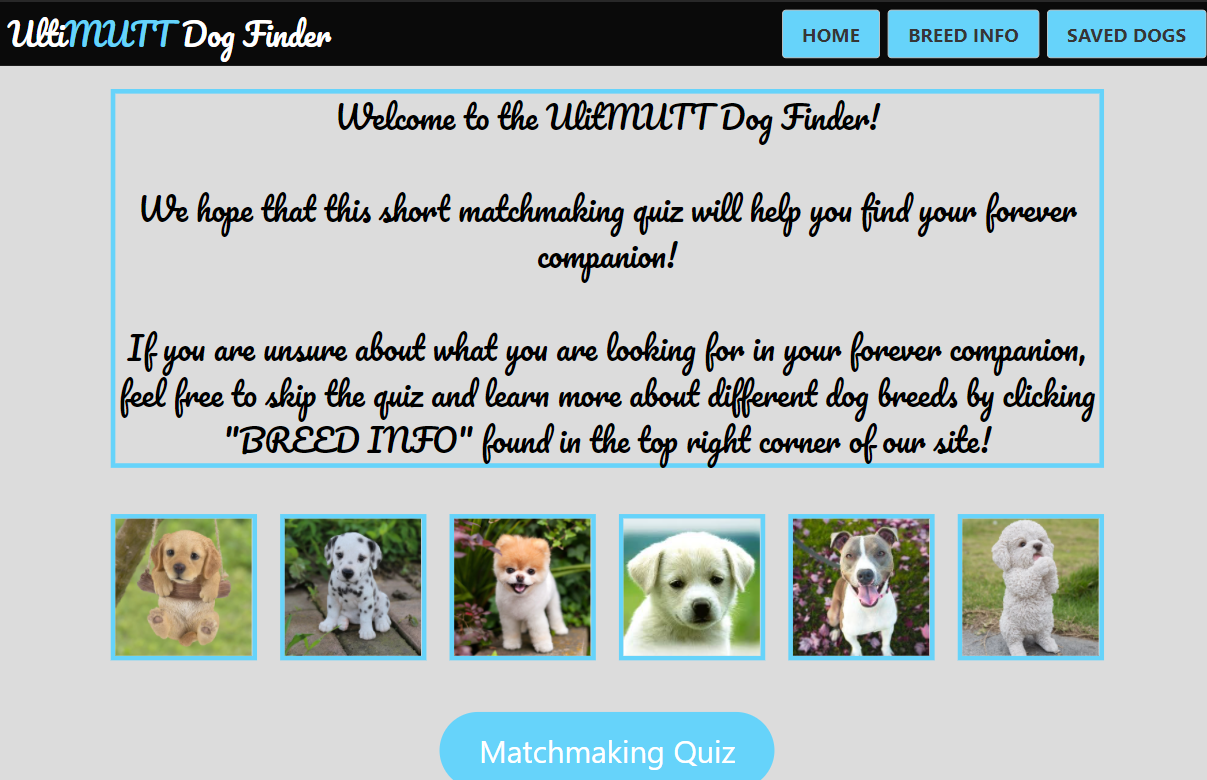 UltiMUTT Dog Finder
HOME
BREED INFO
SAVED DOGS
Welcome to the UlitMUTT Dog Finder!
We hope that this short matchmaking quiz will help you find your forever
companion!
If you are unsure about what you are looking for in your forever companion,
feel free to skip the quiz and learn more about different dog breeds by clicking
"BREED INFO" found in the top right corner of our site!
Matchmaking Quiz